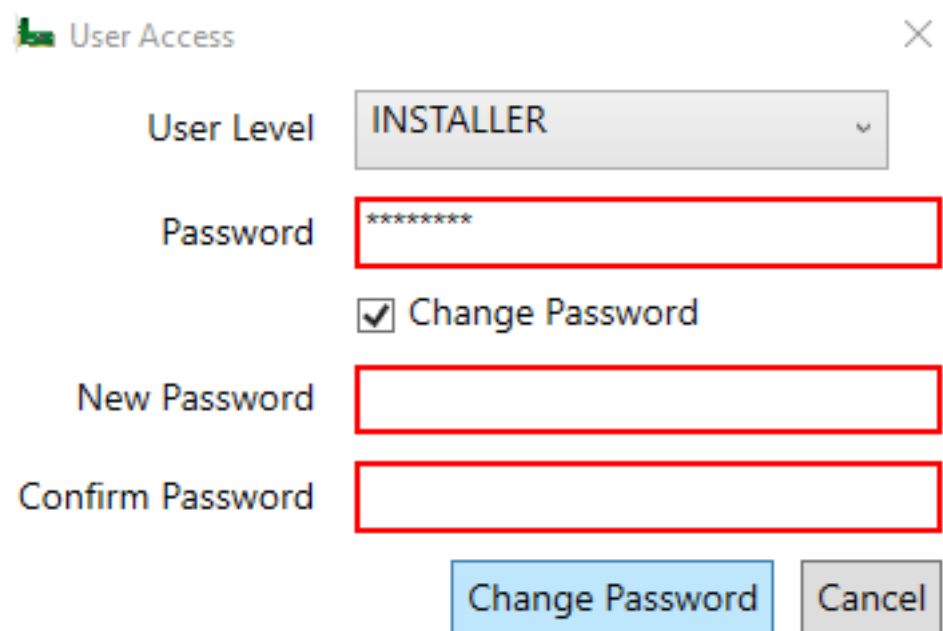 User Access
User Level INSTALLER
Password ********
Change Password
New Password
Confirm Password
Change Password Cancel